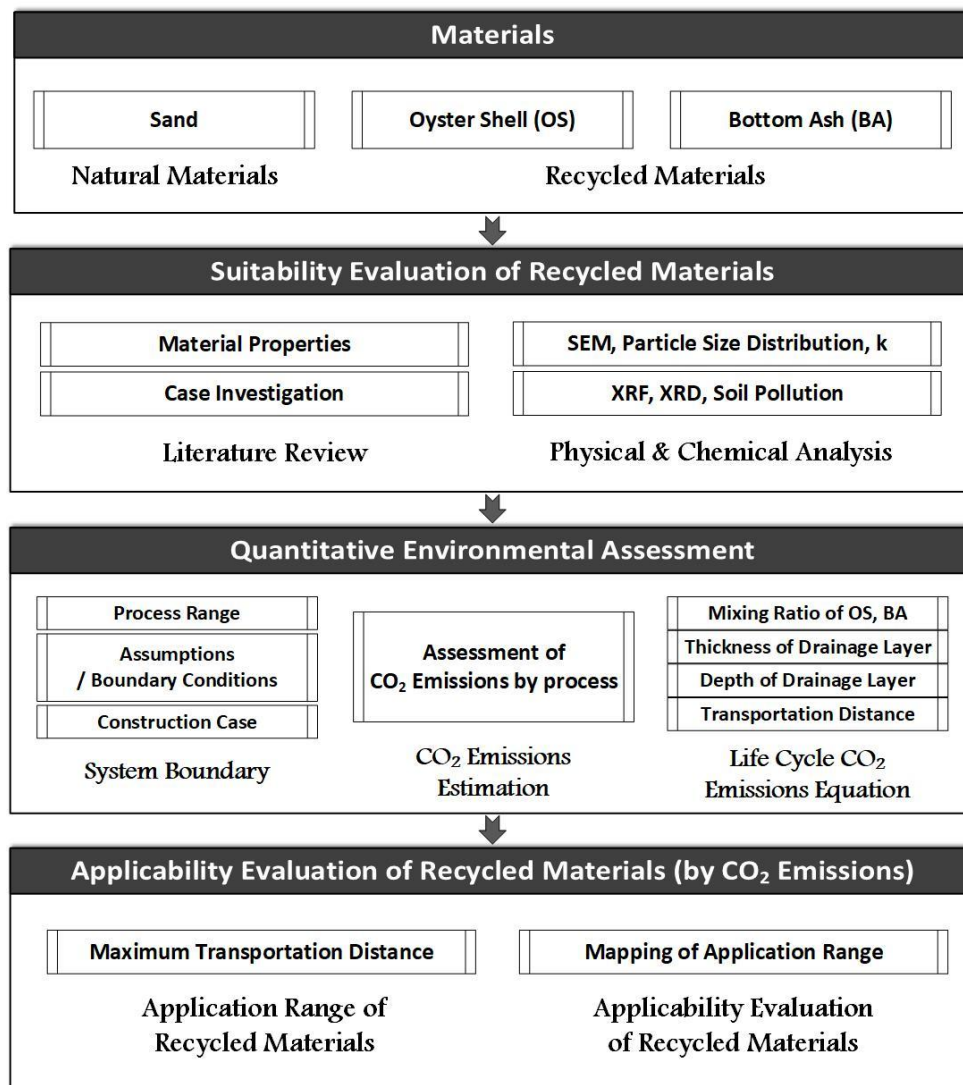 Materials
Sand
Oyster Shell (OS)
Bottom Ash (BA)
Natural Materials
Recycled Materials
Suitability Evaluation of Recycled Materials
Material Properties
Case Investigation
Literature Review
SEM, Particle Size Distribution, k
XRF, XRD, Soil Pollution
Physical & Chemical Analysis
Quantitative Environmental Assessment
Process Range
Assumptions
/ Boundary Conditions
Construction Case
System Boundary
Assessment of
CO₂ Emissions by process
CO₂ Emissions
Estimation
Mixing Ratio of OS, BA
Thickness of Drainage Layer
Depth of Drainage Layer
Transportation Distance
Life Cycle CO₂
Emissions Equation
Applicability Evaluation of Recycled Materials (by CO₂ Emissions)
Maximum Transportation Distance
Application Range of
Recycled Materials
Mapping of Application Range
Applicability Evaluation
of Recycled Materials